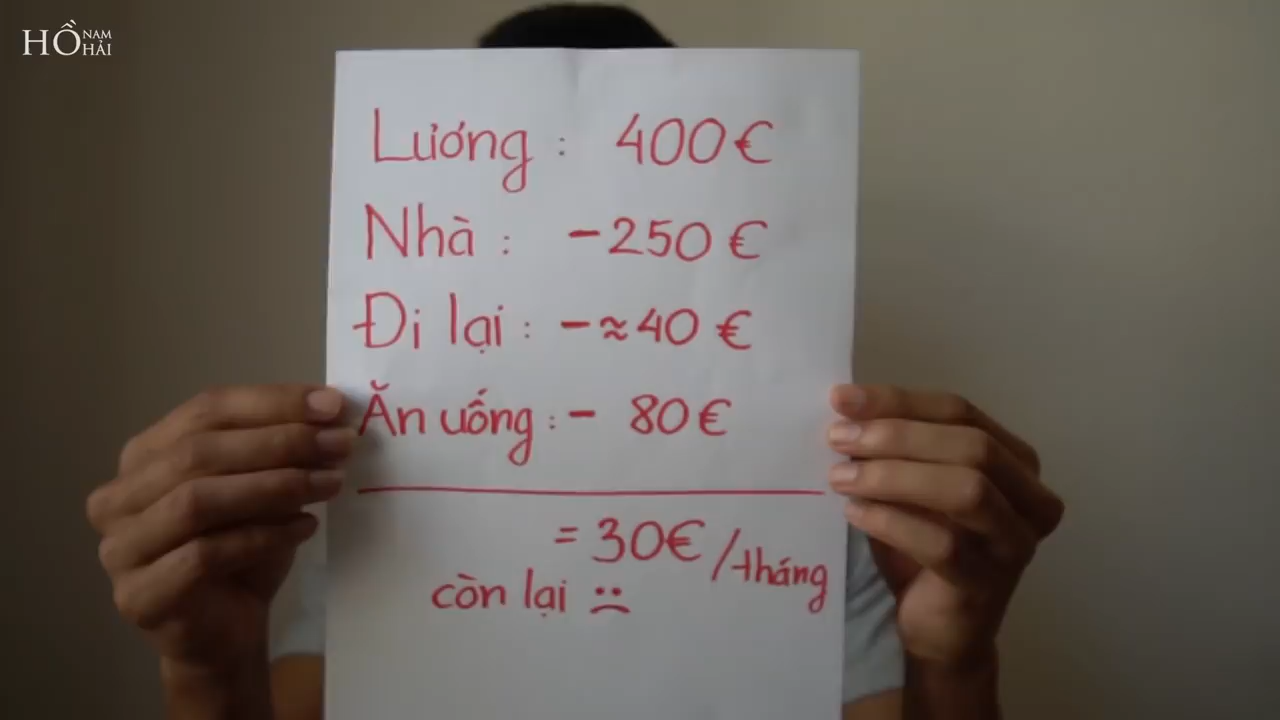 HỒ NAM HẢI
Lương : 400€
Nhà : -250€
Đi lại : -≈40€
Ăn uống : - 80€
= 30€/tháng
còn lại :(